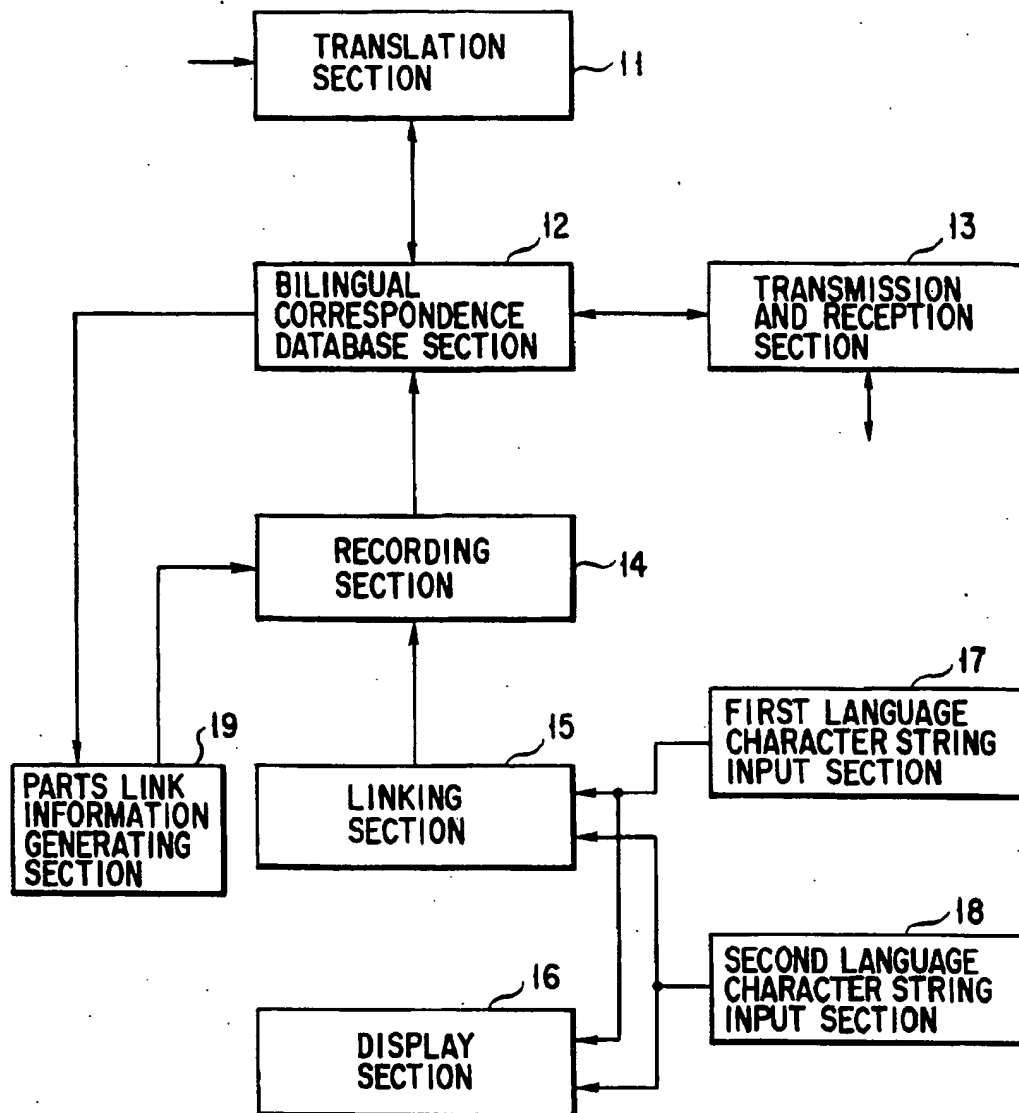 TRANSLATION
SECTION
11
12
BILINGUAL
CORRESPONDENCE
DATABASE SECTION
13
TRANSMISSION
AND RECEPTION
SECTION
RECORDING
SECTION
14
17
FIRST LANGUAGE
CHARACTER STRING
INPUT SECTION
19
PARTS LINK
INFORMATION
GENERATING
SECTION
15
LINKING
SECTION
18
SECOND LANGUAGE
CHARACTER STRING
INPUT SECTION
16
DISPLAY
SECTION